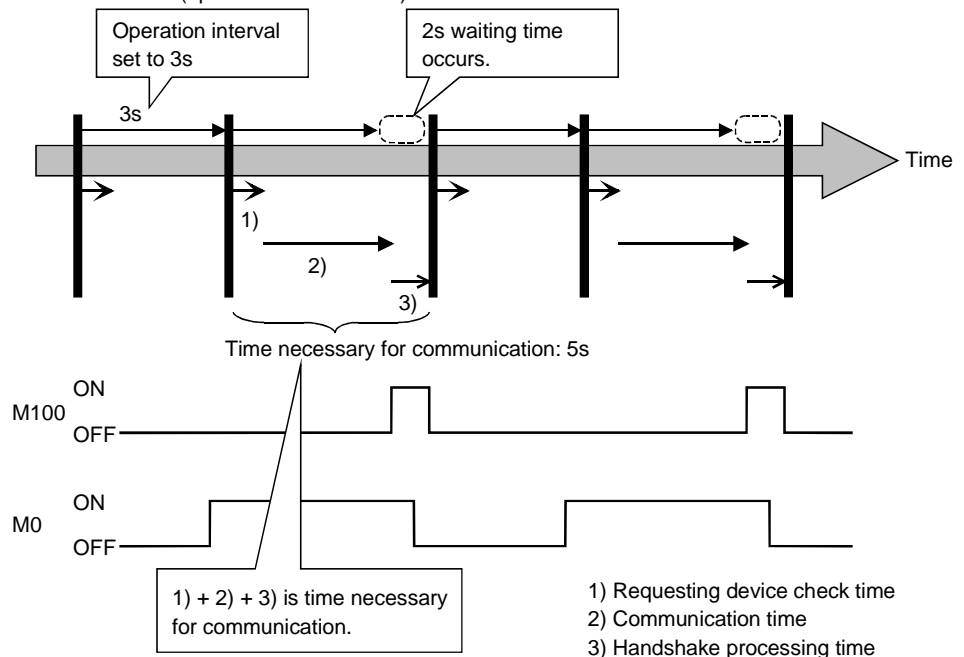 Operation interval
set to 3s
2s waiting time
occurs.
3s
Time
1)
2)
3)
Time necessary for communication: 5s
M100
ON
OFF
M0
ON
OFF
1) + 2) + 3) is time necessary
for communication.
1) Requesting device check time
2) Communication time
3) Handshake processing time